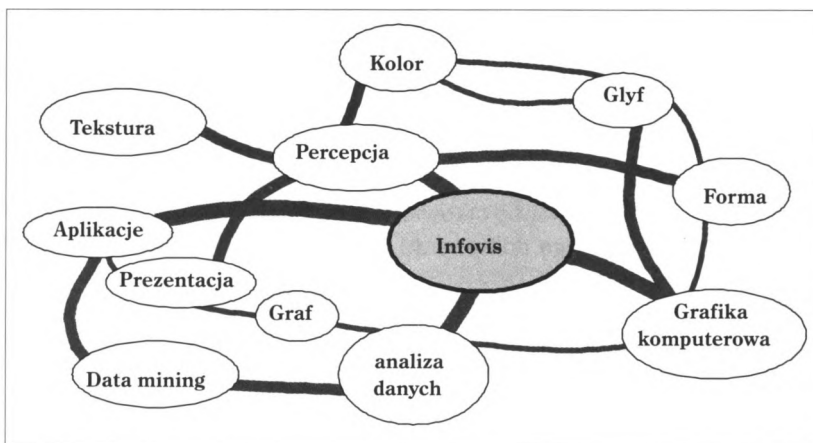 Kolor
Glyf
Tekstura
Percepcja
Forma
Aplikacje
Infovis
Prezentacja
Graf
Grafika
komputerowa
analiza
danych
Data mining